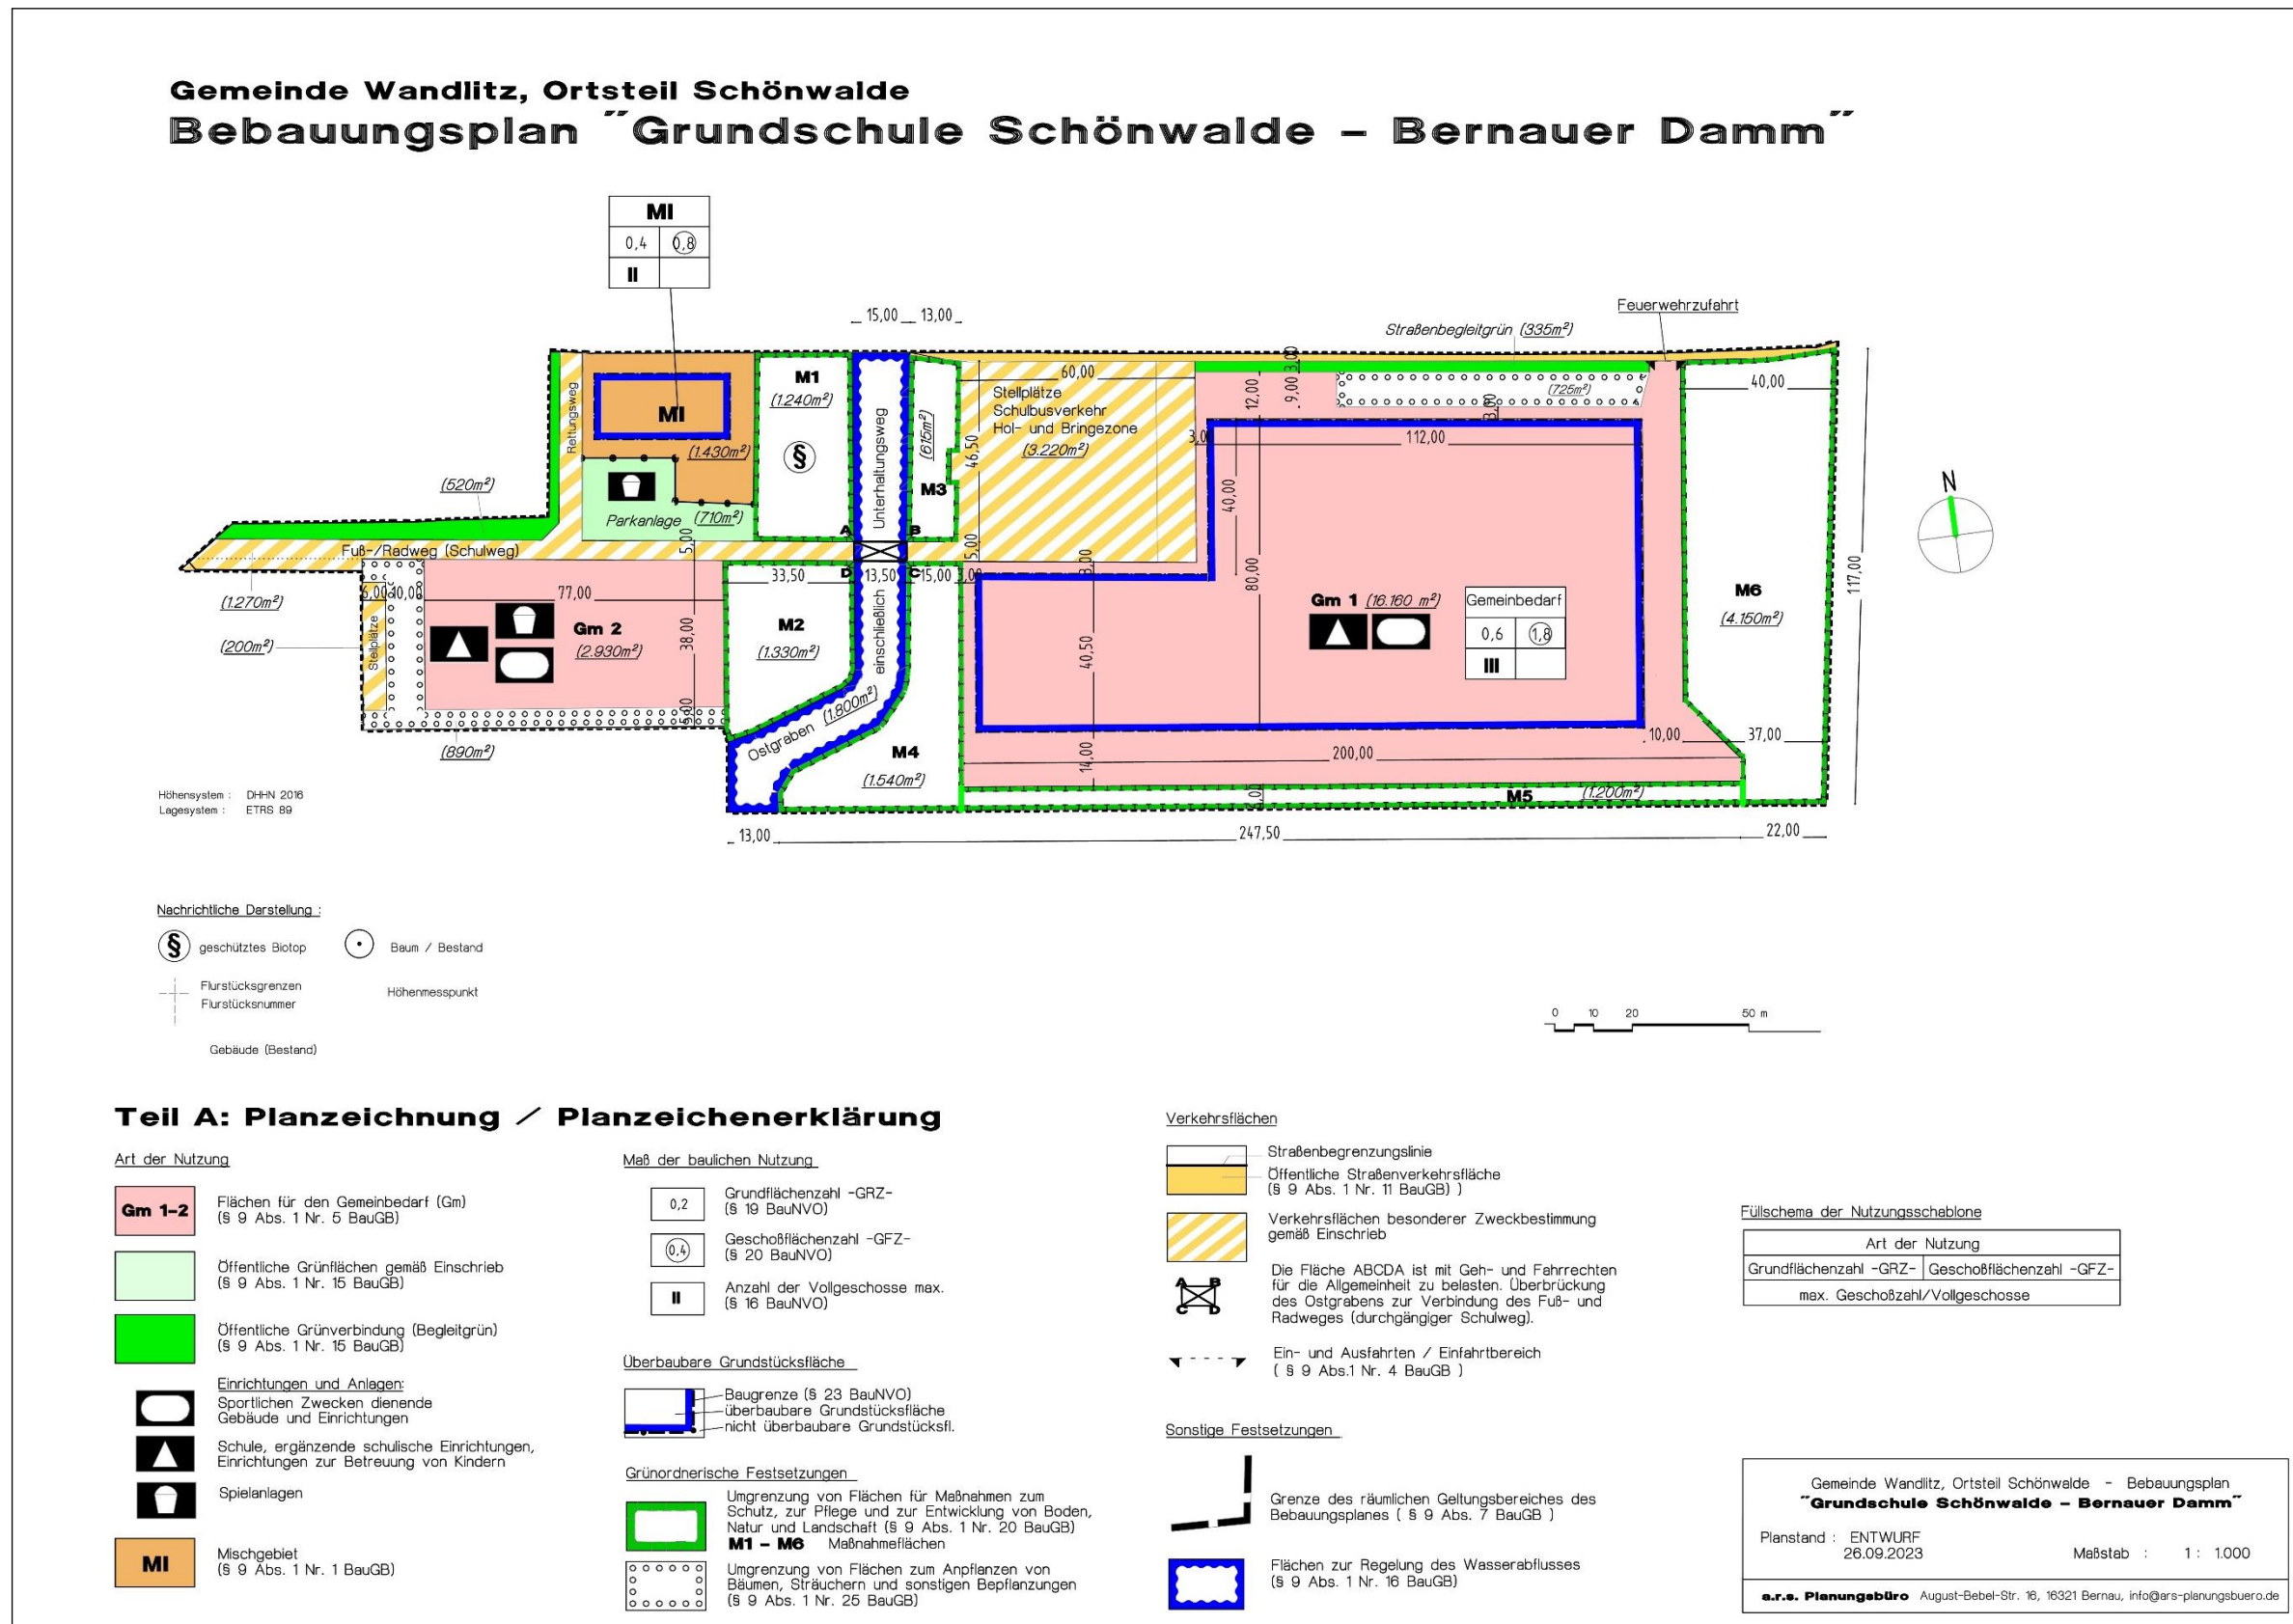 Gemeinde Wandlitz, Ortsteil Schönwalde
Bebauungsplan ˝Grundschule Schönwalde – Bernauer Damm˝
MI
0,4 0,8
II
15,00 13,00
Feuerwehrzufahrt
Straßenbegleitgrün (335m²)
Rettungsweg
MI
(1.430m²)
M1
(1.240m²)
§
Unterhaltungsweg
(615m²)
M3
46,50
60,00
Stellplätze
Schulbusverkehr
Hol- und Bringezone
(3.220m²)
3,00
12,00
9,00
3,00
112,00
(725m²)
3,00
40,00
N
(520m²)
Parkanlage (710m²)
5,00
A B
D C
5,00
40,00
80,00
Fuß-/Radweg (Schulweg)
33,50 13,50 15,00 3,00
3,00
(1.270m²)
(200m²)
5,00 10,00 77,00
Stellplätze
Gm 2
(2.930m²)
38,00
5,00
M2
(1.330m²)
einschließlich
Ostgraben (1.800m²)
40,50
Gm 1 (16.160 m²)
Gemeinbedarf
0,6 1,8
III
M6
(4.150m²)
117,00
(890m²)
M4
(1.540m²)
14,00
200,00
10,00 37,00
M5 (1.200m²)
13,00 247,50 22,00
Höhensystem : DHHN 2016
Lagesystem : ETRS 89
Nachrichtliche Darstellung :
§ geschütztes Biotop
Baum / Bestand
Flurstücksgrenzen
Flurstücksnummer
Höhenmesspunkt
Gebäude (Bestand)
0 10 20 50 m
Teil A: Planzeichnung / Planzeichenerklärung
Art der Nutzung
Gm 1-2
Flächen für den Gemeinbedarf (Gm)
(§ 9 Abs. 1 Nr. 5 BauGB)
Öffentliche Grünflächen gemäß Einschrieb
(§ 9 Abs. 1 Nr. 15 BauGB)
Öffentliche Grünverbindung (Begleitgrün)
(§ 9 Abs. 1 Nr. 15 BauGB)
Einrichtungen und Anlagen:
Sportlichen Zwecken dienende
Gebäude und Einrichtungen
Schule, ergänzende schulische Einrichtungen,
Einrichtungen zur Betreuung von Kindern
Spielanlagen
MI
Mischgebiet
(§ 9 Abs. 1 Nr. 1 BauGB)
Maß der baulichen Nutzung
0,2
Grundflächenzahl -GRZ-
(§ 19 BauNVO)
0,4
Geschoßflächenzahl -GFZ-
(§ 20 BauNVO)
II
Anzahl der Vollgeschosse max.
(§ 16 BauNVO)
Überbaubare Grundstücksfläche
Baugrenze (§ 23 BauNVO)
überbaubare Grundstücksfläche
nicht überbaubare Grundstücksfl.
Grünordnerische Festsetzungen
Umgrenzung von Flächen für Maßnahmen zum
Schutz, zur Pflege und zur Entwicklung von Boden,
Natur und Landschaft (§ 9 Abs. 1 Nr. 20 BauGB)
M1 - M6 Maßnahmeflächen
Umgrenzung von Flächen zum Anpflanzen von
Bäumen, Sträuchern und sonstigen Bepflanzungen
(§ 9 Abs. 1 Nr. 25 BauGB)
Verkehrsflächen
Straßenbegrenzungslinie
Öffentliche Straßenverkehrsfläche
(§ 9 Abs. 1 Nr. 11 BauGB) )
Verkehrsflächen besonderer Zweckbestimmung
gemäß Einschrieb
A B
C D
Die Fläche ABCDA ist mit Geh- und Fahrrechten
für die Allgemeinheit zu belasten. Überbrückung
des Ostgrabens zur Verbindung des Fuß- und
Radweges (durchgängiger Schulweg).
Ein- und Ausfahrten / Einfahrtbereich
( § 9 Abs.1 Nr. 4 BauGB )
Sonstige Festsetzungen
Grenze des räumlichen Geltungsbereiches des
Bebauungsplanes ( § 9 Abs. 7 BauGB )
Flächen zur Regelung des Wasserabflusses
(§ 9 Abs. 1 Nr. 16 BauGB)
Füllschema der Nutzungsschablone
Art der Nutzung
Grundflächenzahl -GRZ- Geschoßflächenzahl -GFZ-
max. Geschoßzahl/Vollgeschosse
Gemeinde Wandlitz, Ortsteil Schönwalde - Bebauungsplan
˝Grundschule Schönwalde – Bernauer Damm˝
Planstand : ENTWURF
26.09.2023 Maßstab : 1 : 1.000
a.r.s. Planungsbüro August-Bebel-Str. 16, 16321 Bernau, info@ars-planungsbuero.de